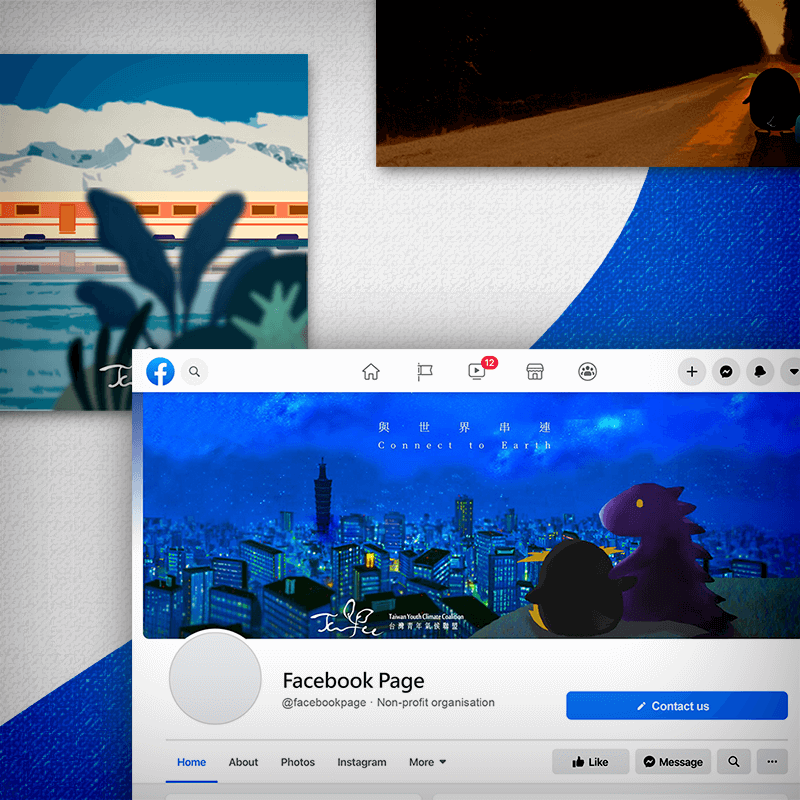 12
與世界串連
Connect to Earth
Taiwan Youth Climate Coalition
台灣青年氣候聯盟
Facebook Page
@facebookpage · Non-profit organisation
Contact us
Home About Photos Instagram More
Like Message